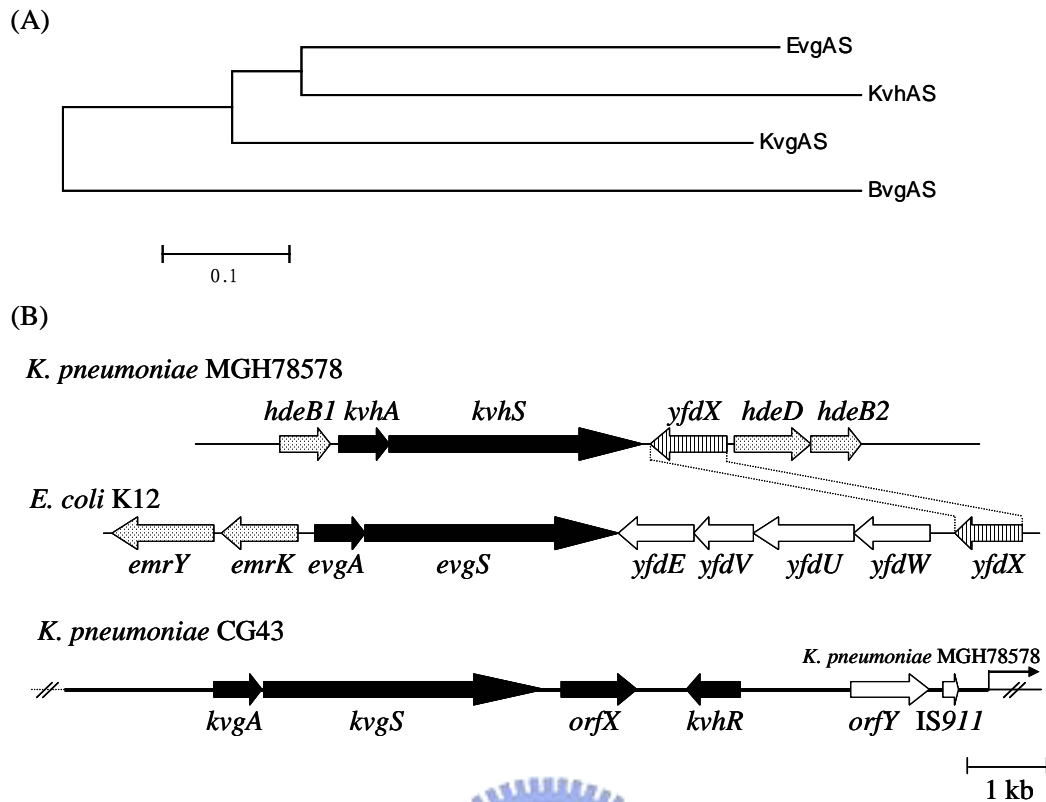 (A)
EvgAS
KvhAS
KvgAS
BvgAS
0.1
(B)
K. pneumoniae MGH78578
hdeB1 kvhA kvhS yfdX hdeD hdeB2
E. coli K12
emrY emrK evgA evgS yfdE yfdV yfdU yfdW yfdX
K. pneumoniae CG43
K. pneumoniae MGH78578
kvgA kvgS orfX kvhR orfY IS911
1 kb